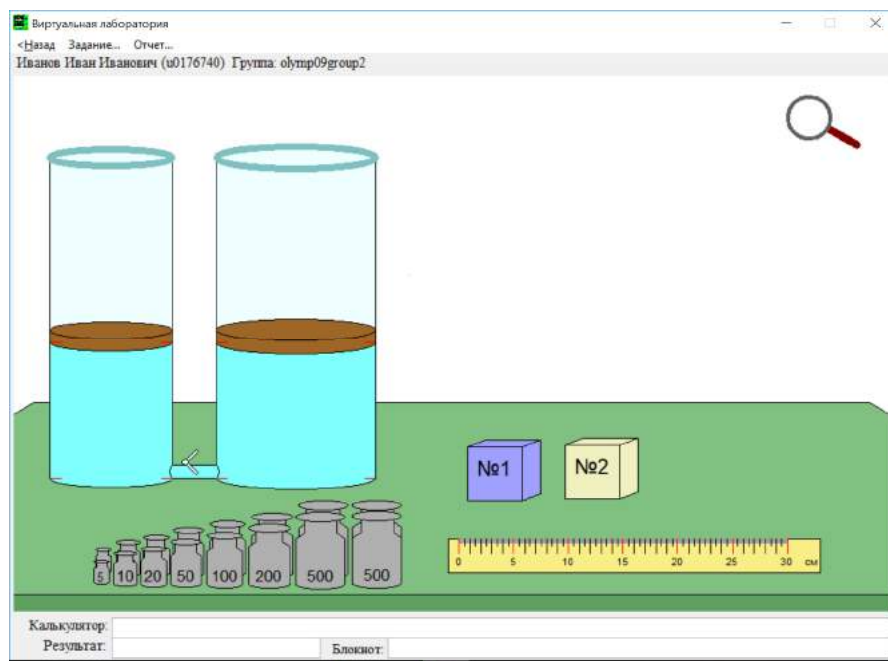 Виртуальная лаборатория
<Назад Задание... Отчет...
Иванов Иван Иванович (u0176740) Группа: olymp09group2
№1 №2
5 10 20 50 100 200 500 500
0 5 10 15 20 25 30 см
Калькулятор:
Результат: Блокнот: